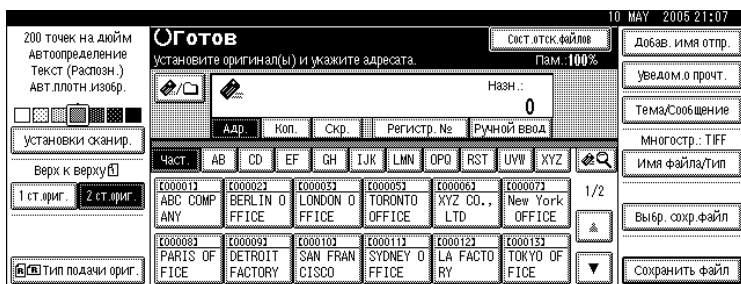 10 MAY 2005 21:07
200 точек на дюйм
Автоопределение
Текст (Распозн.)
Авт.плотн.изобр.
Установки сканир.
Верх к верху
1 ст.ориг.
2 ст.ориг.
Тип подачи ориг.
Готов
Сост.отск.файлов
Установите оригинал(ы) и укажите адресата.
Пам.:100%
Назн.:
0
Адр.
Коп.
Скр.
Регистр. №
Ручной ввод
Част.
AB
CD
EF
GH
IJK
LMN
OPQ
RST
UVW
XYZ
[00001]
ABC COMP
ANY
[00002]
BERLIN O
FFICE
[00003]
LONDON O
FFICE
[00005]
TORONTO
OFFICE
[00006]
XYZ CO.,
LTD
[00007]
New York
OFFICE
1/2
[00008]
PARIS OF
FICE
[00009]
DETROIT
FACTORY
[00010]
SAN FRAN
CISCO
[00011]
SYDNEY O
FFICE
[00012]
LA FACTO
RY
[00013]
TOKYO OF
FICE
Добав. имя отпр.
Уведом.о прочт.
Тема/Сообщение
Многостр.: TIFF
Имя файла/Тип
Выбр. сохр.файл
Сохранить файл